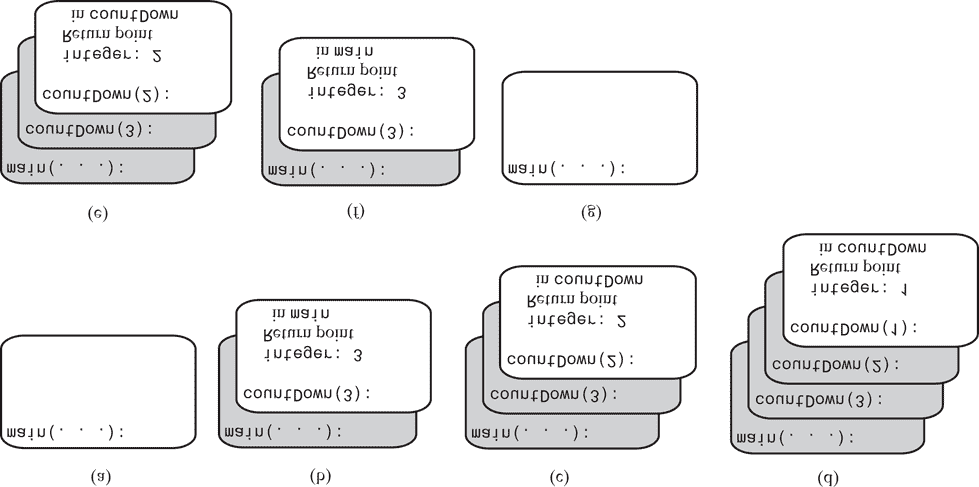 (a)
main(. . .):
(b)
main(. . .):
countDown(3):
integer: 3
Return point
in main
(c)
main(. . .):
countDown(3):
countDown(2):
integer: 2
Return point
in countDown
(d)
main(. . .):
countDown(3):
countDown(2):
countDown(1):
integer: 1
Return point
in countDown
(e)
main(. . .):
countDown(3):
countDown(2):
integer: 2
Return point
in countDown
(f)
main(. . .):
countDown(3):
integer: 3
Return point
in main
(g)
main(. . .):